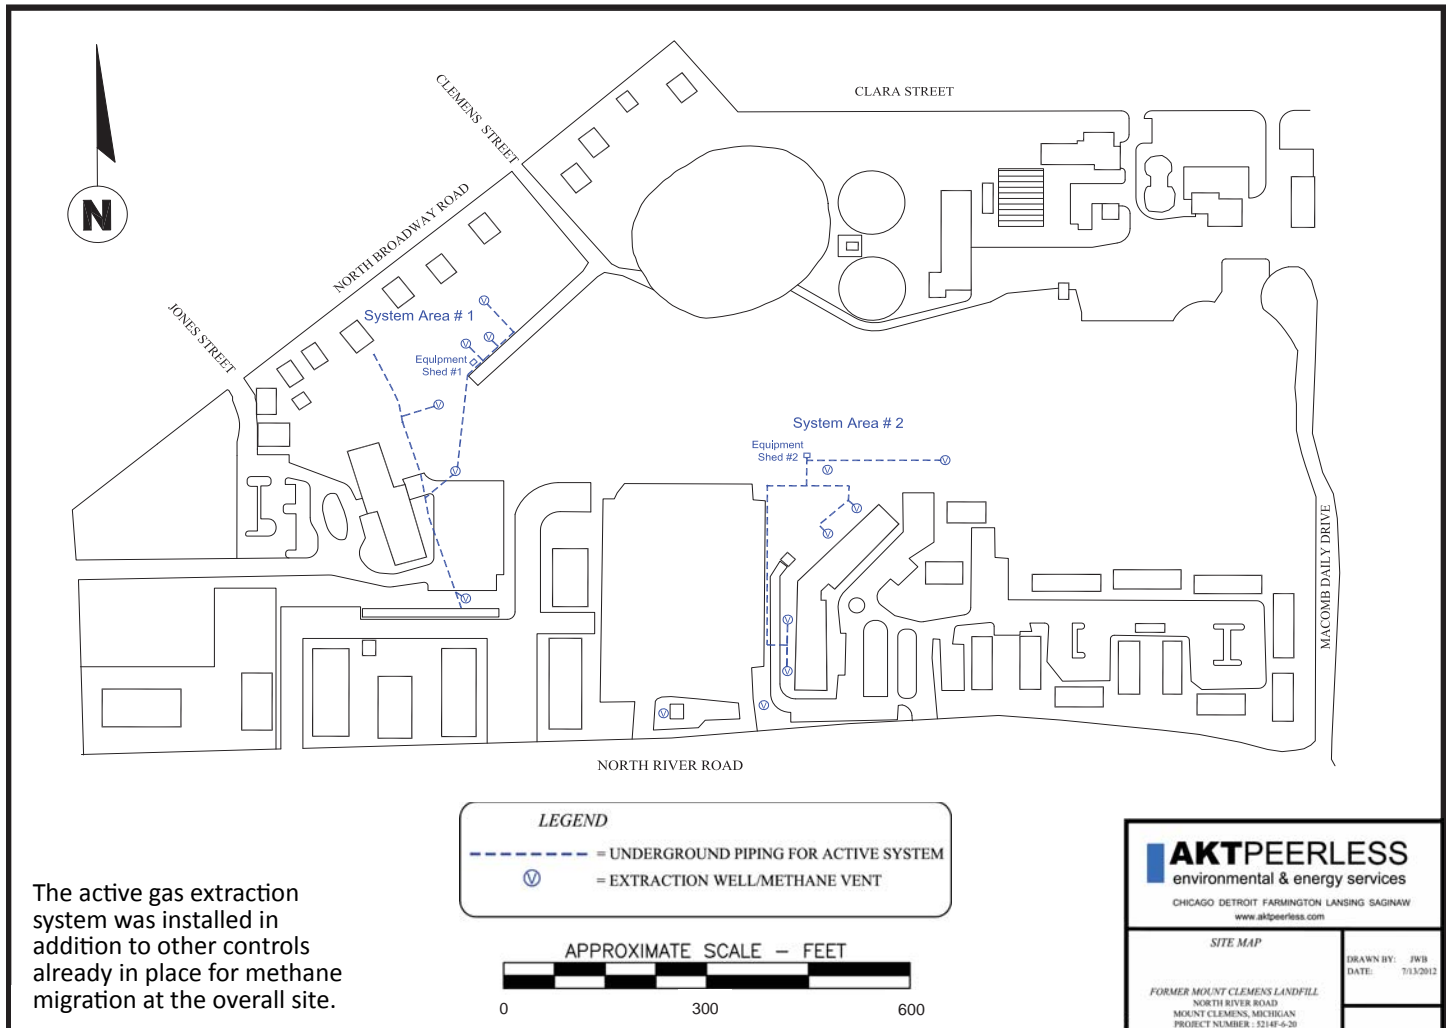 CLARA STREET
CLEMENS STREET
N
NORTH BROADWAY ROAD
JONES STREET
System Area # 1
V
V
V
Equipment
Shed #1
V
System Area # 2
Equipment
Shed #2
V
V
V
V
V
V
MACOMB DAILY DRIVE
V
V
V
V
NORTH RIVER ROAD
LEGEND
= UNDERGROUND PIPING FOR ACTIVE SYSTEM
V = EXTRACTION WELL/METHANE VENT
The active gas extraction
system was installed in
addition to other controls
already in place for methane
migration at the overall site.
APPROXIMATE SCALE - FEET
0 300 600
AKTPEERLESS
environmental & energy services
CHICAGO DETROIT FARMINGTON LANSING SAGINAW
www.aktpeerless.com
SITE MAP
DRAWN BY: JWB
DATE: 7/13/2012
FORMER MOUNT CLEMENS LANDFILL
NORTH RIVER ROAD
MOUNT CLEMENS, MICHIGAN
PROJECT NUMBER : 5214F-6-20